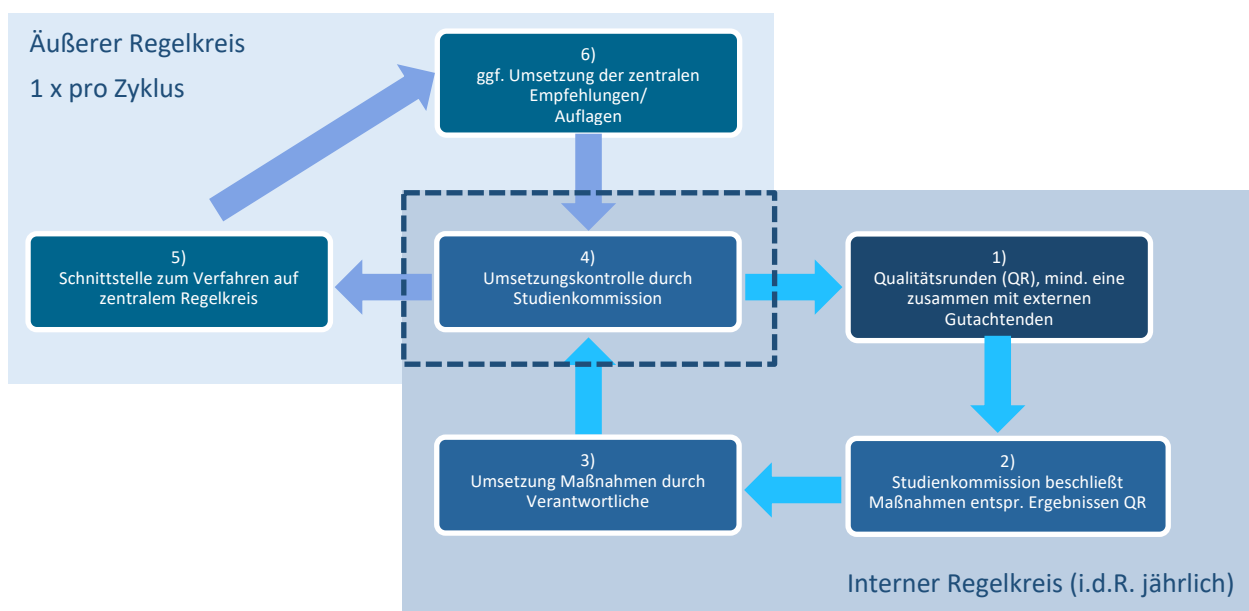 Äußerer Regelkreis
1 x pro Zyklus
6)
ggf. Umsetzung der zentralen
Empfehlungen/
Auflagen
5)
Schnittstelle zum Verfahren auf
zentralem Regelkreis
4)
Umsetzungskontrolle durch
Studienkommission
1)
Qualitätsrunden (QR), mind. eine
zusammen mit externen
Gutachtenden
3)
Umsetzung Maßnahmen durch
Verantwortliche
2)
Studienkommission beschließt
Maßnahmen entspr. Ergebnissen QR
Interner Regelkreis (i.d.R. jährlich)